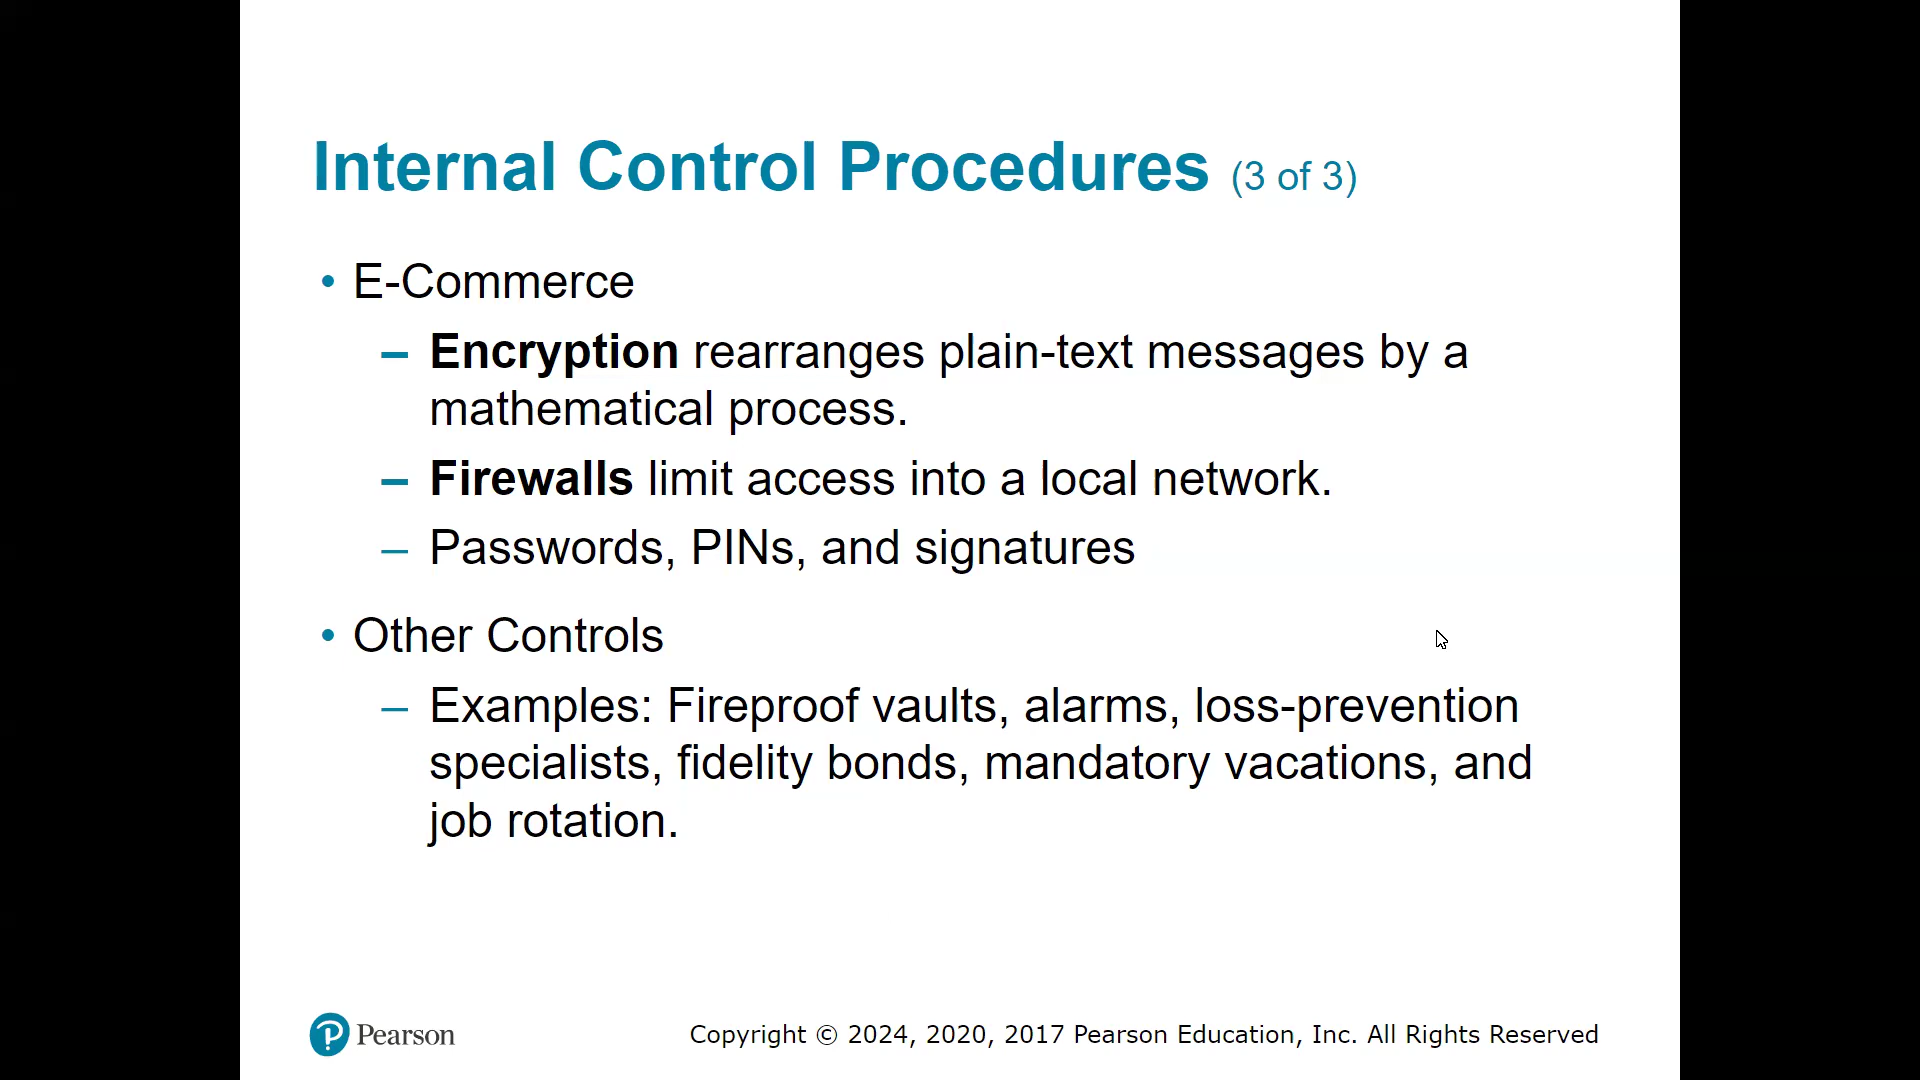 Internal Control Procedures (3 of 3)
• E-Commerce
– Encryption rearranges plain-text messages by a
mathematical process.
– Firewalls limit access into a local network.
– Passwords, PINs, and signatures
• Other Controls
– Examples: Fireproof vaults, alarms, loss-prevention
specialists, fidelity bonds, mandatory vacations, and
job rotation.
Pearson
Copyright © 2024, 2020, 2017 Pearson Education, Inc. All Rights Reserved